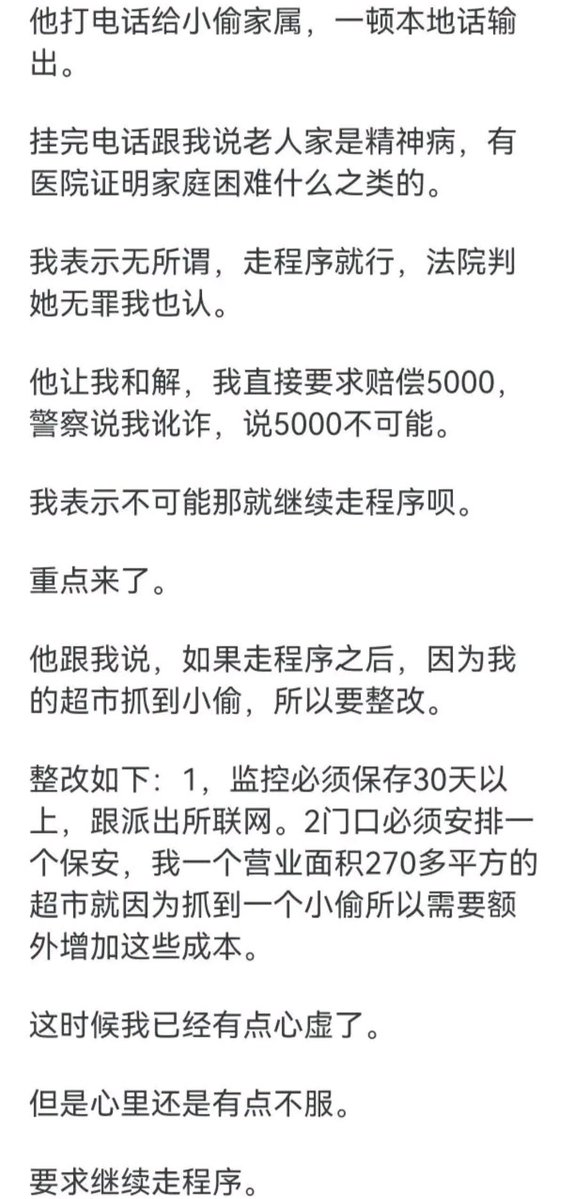 他打电话给小偷家属，一顿本地话输
出。
挂完电话跟我说老人家是精神病，有
医院证明家庭困难什么之类的。
我表示无所谓，走程序就行，法院判
她无罪我也认。
他让我和解，我直接要求赔偿5000，
警察说我讹诈，说5000不可能。
我表示不可能那就继续走程序呗。
重点来了。
他跟我说，如果走程序之后，因为我
的超市抓到小偷，所以要整改。
整改如下：1，监控必须保存30天以
上，跟派出所联网。2门口必须安排一
个保安，我一个营业面积270多平方的
超市就因为抓到一个小偷所以需要额
外增加这些成本。
这时候我已经有点心虚了。
但是心里还是有点不服。
要求继续走程序。